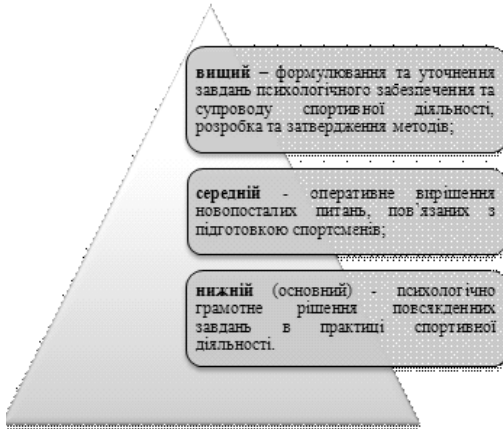 вищий – формулювання та уточнення
завдань психологічного забезпечення та
супроводу спортивної діяльності,
розробка та затвердження методів;
середній - оперативне вирішення
новопосталих питань, пов'язаних з
підготовкою спортсменів;
нижній (основний) - психологічно
грамотне рішення повсякденних
завдань в практиці спортивної
діяльності.